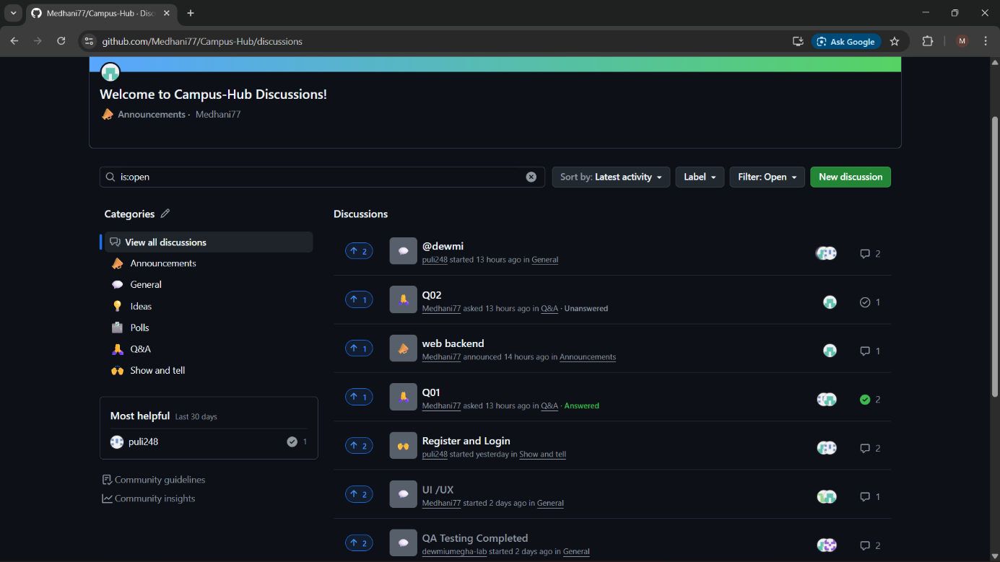 Medhani77/Campus-Hub · Disc
github.com/Medhani77/Campus-Hub/discussions
Ask Google
M
Welcome to Campus-Hub Discussions!
Announcements · Medhani77
is:open
Sort by: Latest activity
Label
Filter: Open
New discussion
Categories
View all discussions
Announcements
General
Ideas
Polls
Q&A
Show and tell
Most helpful Last 30 days
puli248 1
Community guidelines
Community insights
Discussions
2
@dewmi
puli248 started 13 hours ago in General
2
1
Q02
Medhani77 asked 13 hours ago in Q&A · Unanswered
1
1
web backend
Medhani77 announced 14 hours ago in Announcements
1
1
Q01
Medhani77 asked 13 hours ago in Q&A · Answered
2
2
Register and Login
puli248 started yesterday in Show and tell
2
2
UI /UX
Medhani77 started 2 days ago in General
1
2
QA Testing Completed
dewmiumegha-lab started 2 days ago in General
2